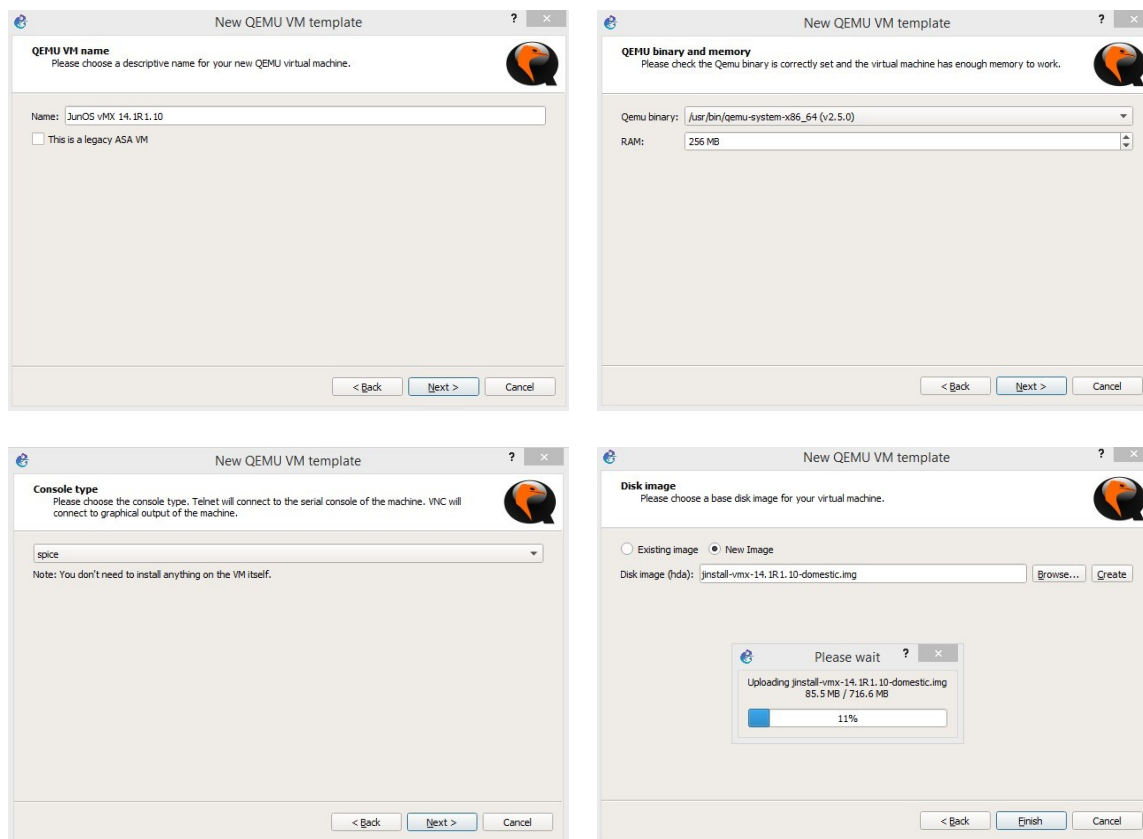 New QEMU VM template
?
×
QEMU VM name
Please choose a descriptive name for your new QEMU virtual machine.
Name: JunOS vMX 14.1R1.10
This is a legacy ASA VM
< Back
Next >
Cancel
New QEMU VM template
?
×
QEMU binary and memory
Please check the Qemu binary is correctly set and the virtual machine has enough memory to work.
Qemu binary: /usr/bin/qemu-system-x86_64 (v2.5.0)
RAM: 256 MB
< Back
Next >
Cancel
New QEMU VM template
?
×
Console type
Please choose the console type. Telnet will connect to the serial console of the machine. VNC will
connect to graphical output of the machine.
spice
Note: You don't need to install anything on the VM itself.
< Back
Next >
Cancel
New QEMU VM template
?
×
Disk image
Please choose a base disk image for your virtual machine.
Existing image
New Image
Disk image (hda): jinstall-vmx-14.1R1.10-domestic.img
Browse...
Create
Please wait
?
×
Uploading jinstall-vmx-14.1R1.10-domestic.img
85.5 MB / 716.6 MB
11%
< Back
Finish
Cancel